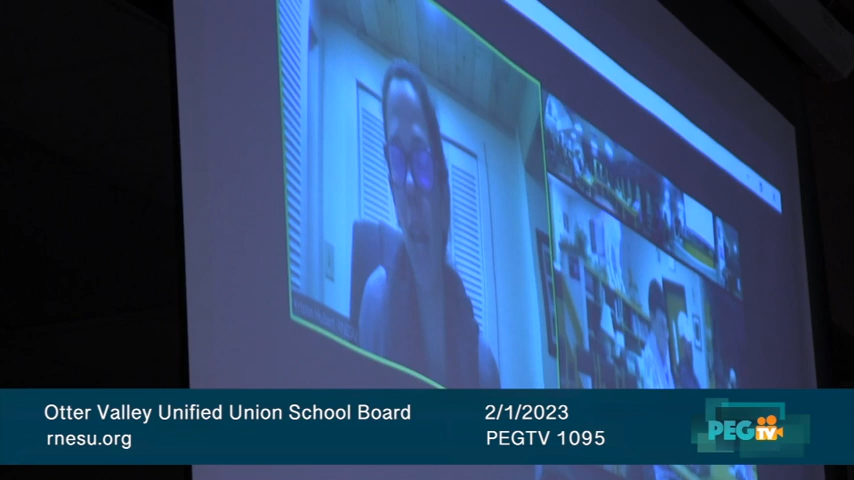 Otter Valley Unified Union School Board
2/1/2023
rnesu.org
PEGTV 1095
PEG
TV